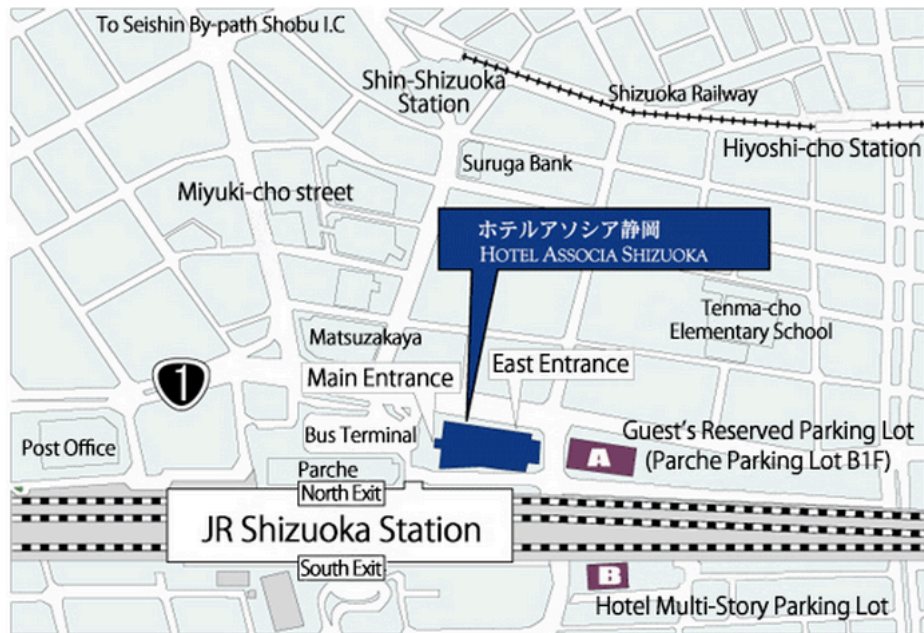 To Seishin By-path Shobu I.C
Shin-Shizuoka
Station
Shizuoka Railway
Hiyoshi-cho Station
Suruga Bank
Miyuki-cho street
ホテルアソシア静岡
HOTEL ASSOCIA SHIZUOKA
Tenma-cho
Elementary School
Matsuzakaya
East Entrance
Main Entrance
1
Guest's Reserved Parking Lot
(Parche Parking Lot B1F)
A
Bus Terminal
Post Office
Parche
North Exit
JR Shizuoka Station
South Exit
B
Hotel Multi-Story Parking Lot